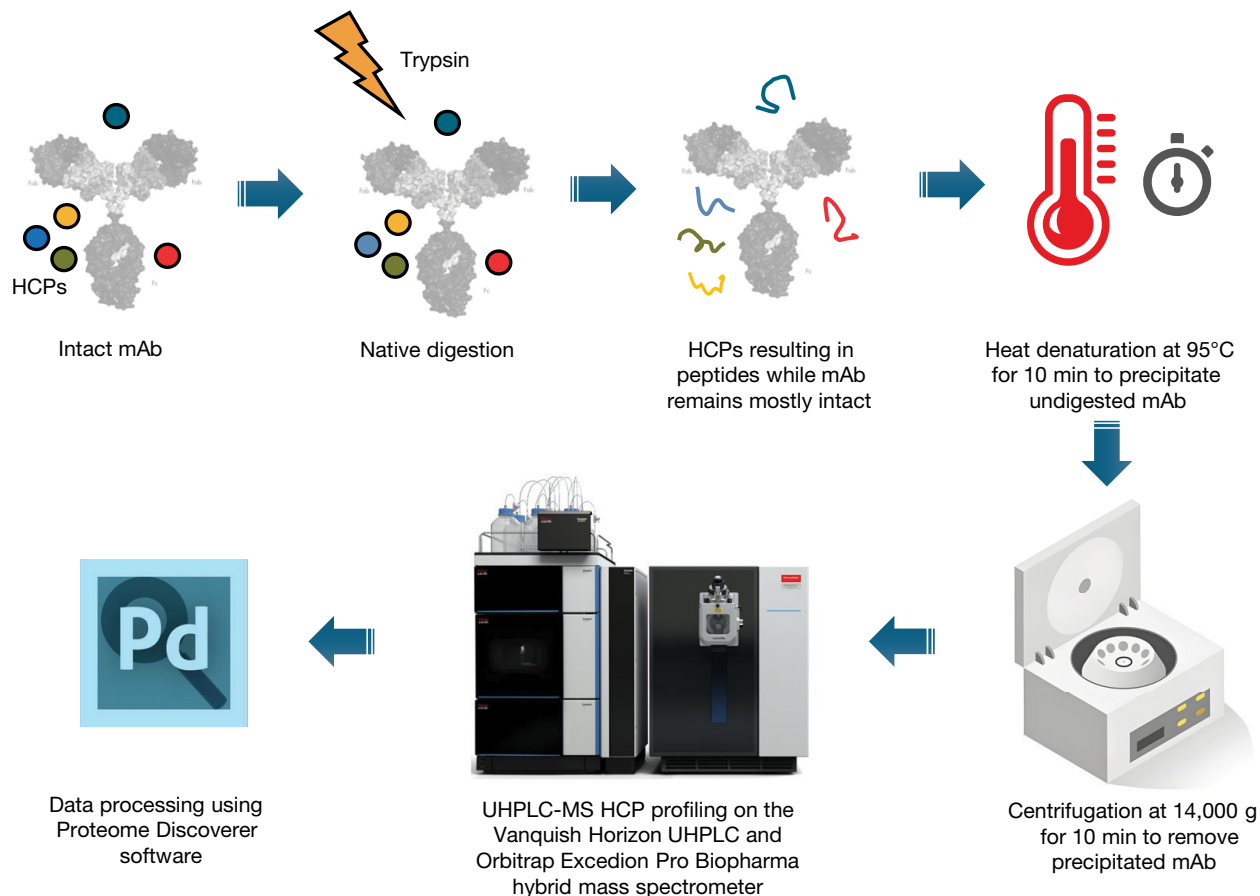 Trypsin
HCPs
Intact mAb
Native digestion
HCPs resulting in
peptides while mAb
remains mostly intact
Heat denaturation at 95°C
for 10 min to precipitate
undigested mAb
Pd
Data processing using
Proteome Discoverer
software
UHPLC-MS HCP profiling on the
Vanquish Horizon UHPLC and
Orbitrap Excedion Pro Biopharma
hybrid mass spectrometer
Centrifugation at 14,000 g
for 10 min to remove
precipitated mAb